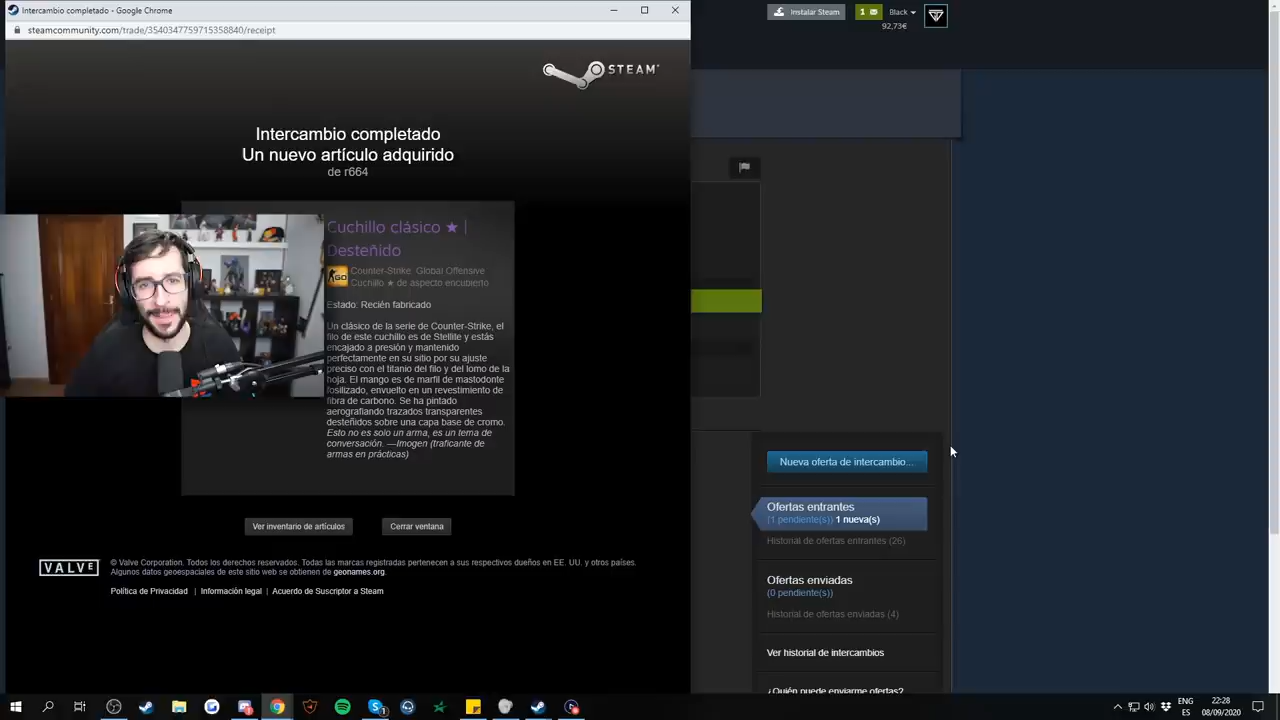 Intercambio completado - Google Chrome
steamcommunity.com/trade/3540347759715358840/receipt
Instalar Steam
1
Black
92,73€
STEAM
Intercambio completado
Un nuevo artículo adquirido
de r664
Cuchillo clásico ★ |
Desteñido
Counter-Strike: Global Offensive
Cuchillo ★ de aspecto encubierto
Estado: Recién fabricado
Un clásico de la serie de Counter-Strike, el
filo de este cuchillo es de Stellite y estás
encajado a presión y mantenido
perfectamente en su sitio por su ajuste
preciso con el titanio del filo y del lomo de la
hoja. El mango es de marfil de mastodonte
fosilizado, envuelto en un revestimiento de
fibra de carbono. Se ha pintado
aerografiando trazados transparentes
desteñidos sobre una capa base de cromo.
Esto no es solo un arma, es un tema de
conversación. —Imogen (traficante de
armas en prácticas)
Ver inventario de artículos
Cerrar ventana
VALVE
© Valve Corporation. Todos los derechos reservados. Todas las marcas registradas pertenecen a sus respectivos dueños en EE. UU. y otros países.
Algunos datos geoespaciales de este sitio web se obtienen de geonames.org.
Política de Privacidad | Información legal | Acuerdo de Suscriptor a Steam
Nueva oferta de intercambio...
Ofertas entrantes
(1 pendiente(s)) 1 nueva(s)
Historial de ofertas entrantes (26)
Ofertas enviadas
(0 pendiente(s))
Historial de ofertas enviadas (4)
Ver historial de intercambios
¿Quién puede enviarme ofertas?
ENG
ES
22:28
08/09/2020